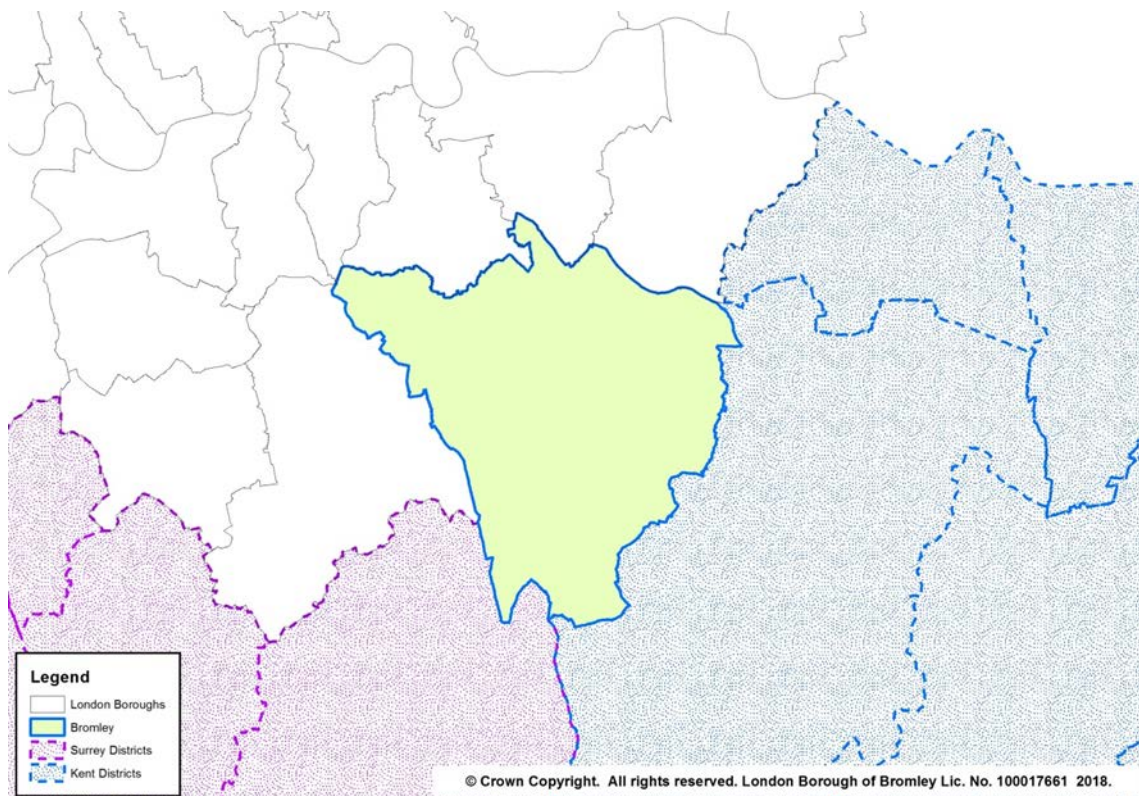 Legend
London Boroughs
Bromley
Surrey Districts
Kent Districts
© Crown Copyright. All rights reserved. London Borough of Bromley Lic. No. 100017661 2018.